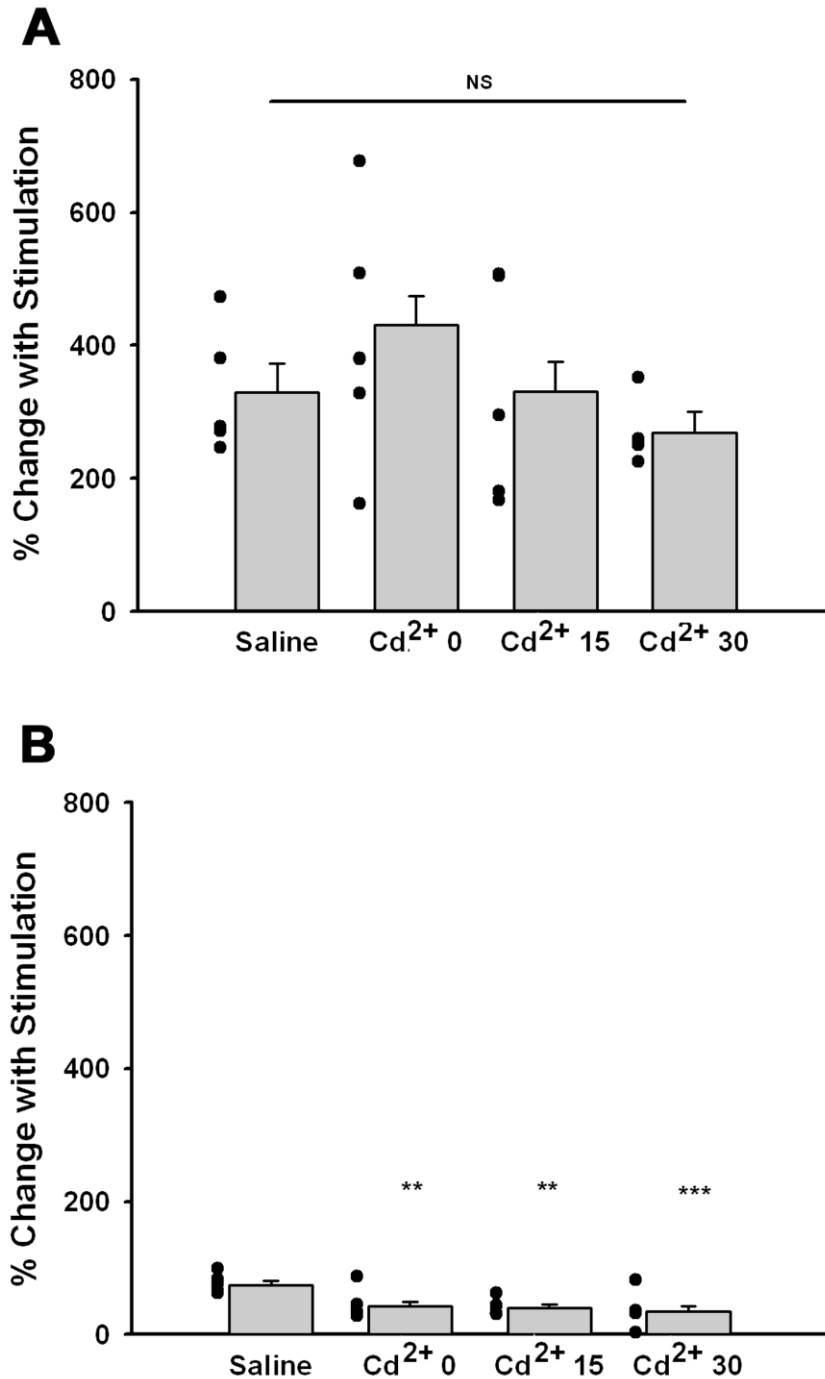 A
NS
% Change with Stimulation
800
600
400
200
0
Saline Cd²⁺ 0 Cd²⁺ 15 Cd²⁺ 30
B
% Change with Stimulation
800
600
400
200
0
** ** ***
Saline Cd²⁺ 0 Cd²⁺ 15 Cd²⁺ 30